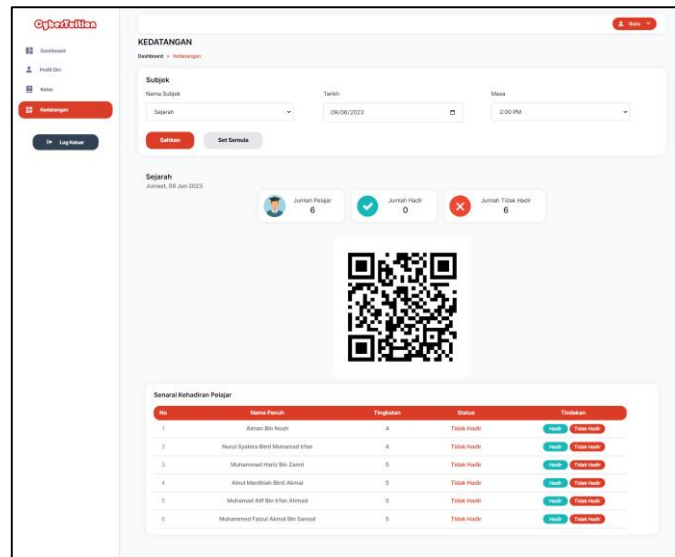 CyberTuition
Guru
Dashboard
Profil Diri
Kelas
Kedatangan
Log Keluar
KEDATANGAN
Dashboard > Kedatangan
Subjek
Nama Subjek Tarikh Masa
Sejarah 09/06/2023 2:00 PM
Sahkan Set Semula
Sejarah
Jumaat, 09 Jun 2023
Jumlah Pelajar Jumlah Hadir Jumlah Tidak Hadir
6 0 6
Senarai Kehadiran Pelajar
No Nama Penuh Tingkatan Status Tindakan
1 Aiman Bin Noah 4 Tidak Hadir Hadir Tidak Hadir
2 Nurul Syahira Binti Muhamad Irfan 4 Tidak Hadir Hadir Tidak Hadir
3 Muhammad Hariz Bin Zamri 5 Tidak Hadir Hadir Tidak Hadir
4 Ainul Mardhiah Binti Akmal 5 Tidak Hadir Hadir Tidak Hadir
5 Muhamad Alif Bin Irfan Ahmad 5 Tidak Hadir Hadir Tidak Hadir
6 Muhammed Faizul Akmal Bin Samad 5 Tidak Hadir Hadir Tidak Hadir